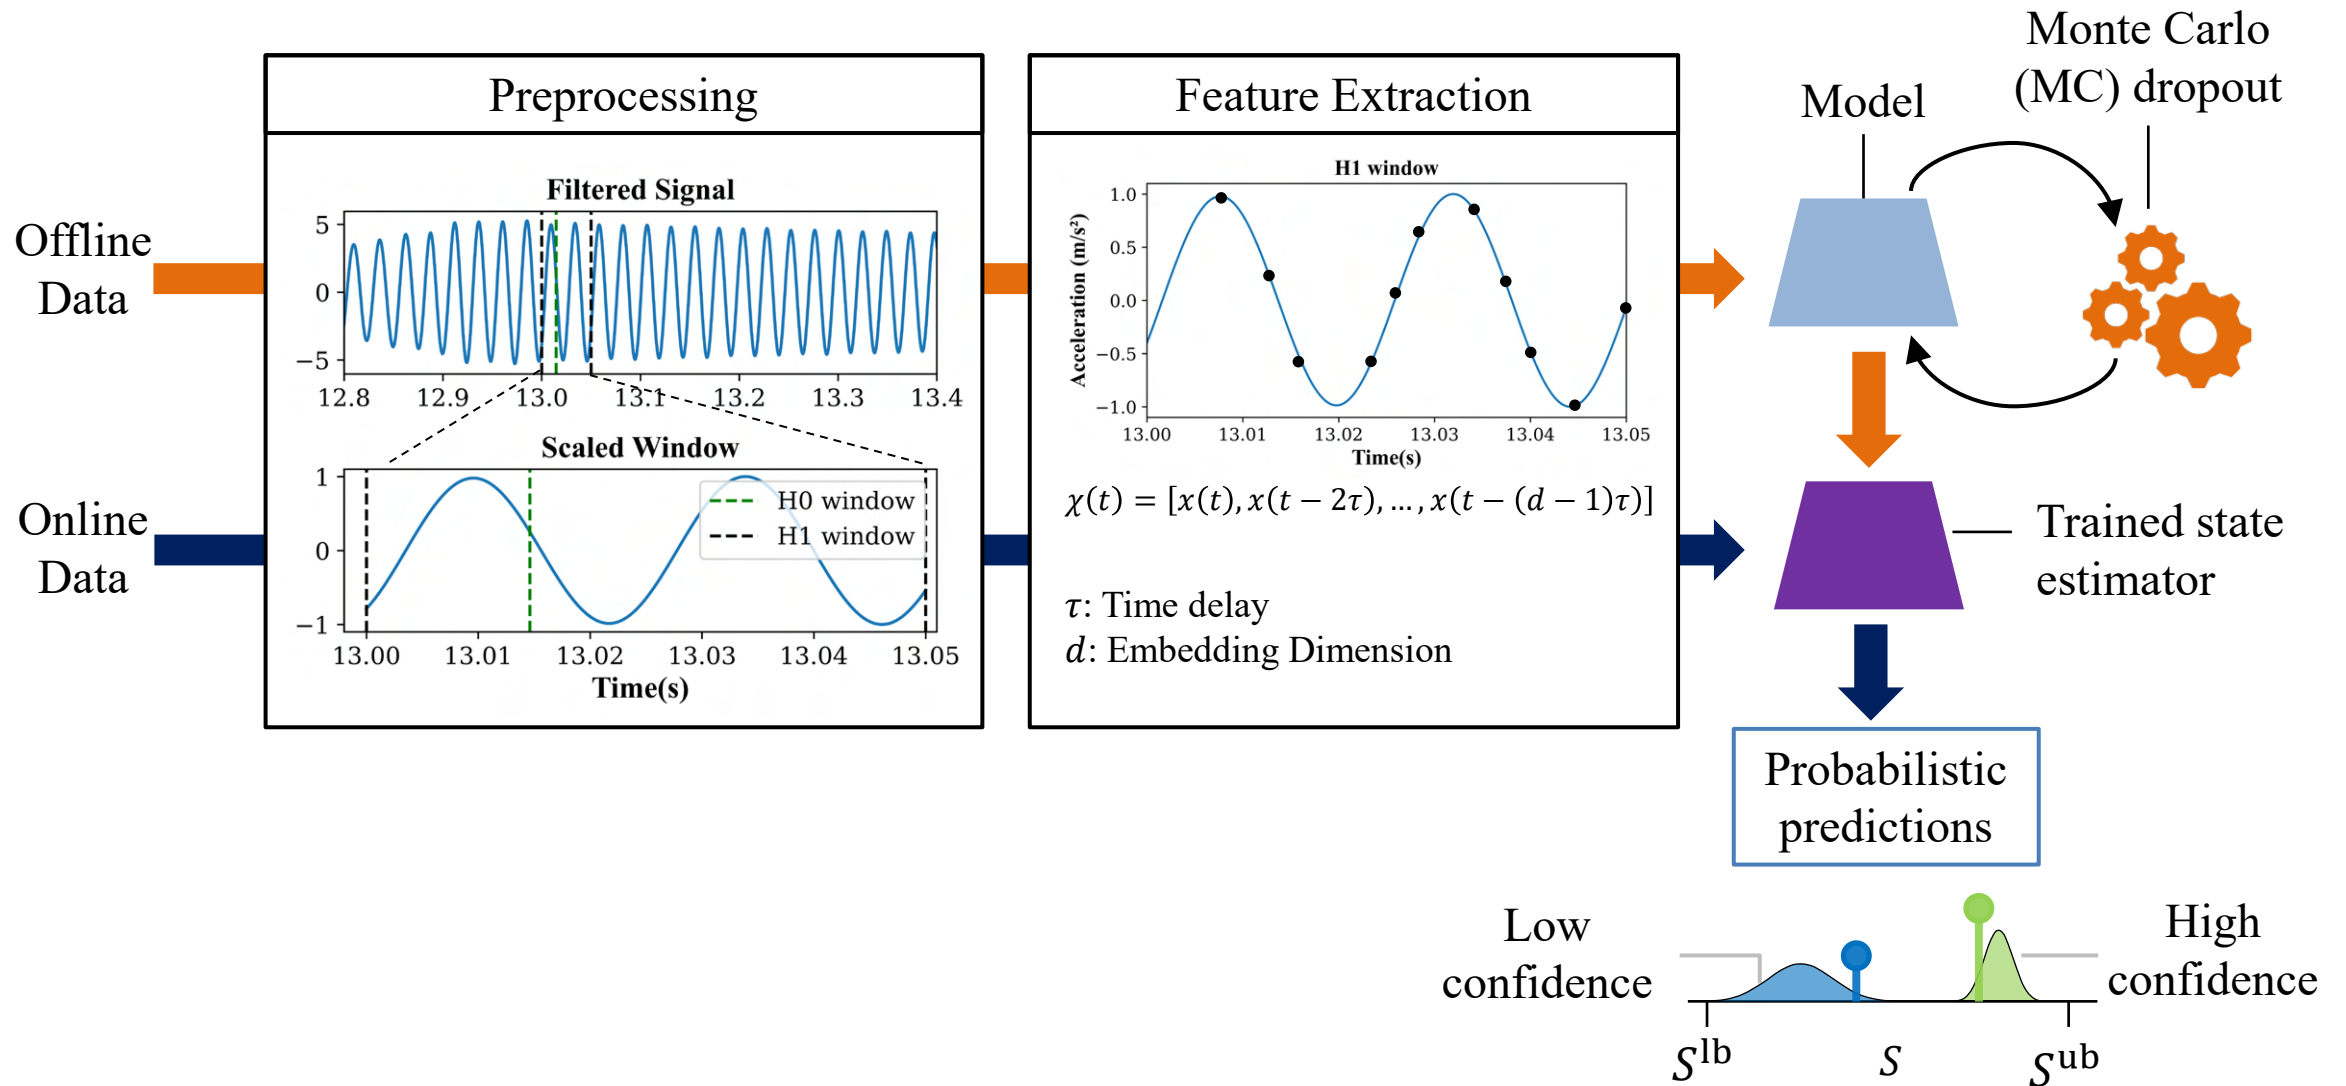 Offline
Data
Online
Data
Preprocessing
Filtered Signal
5
0
−5
12.8 12.9 13.0 13.1 13.2 13.3 13.4
Scaled Window
1
0
−1
H0 window
H1 window
13.00 13.01 13.02 13.03 13.04 13.05
Time(s)
Feature Extraction
H1 window
Acceleration (m/s²)
1.0
0.5
0.0
−0.5
−1.0
13.00 13.01 13.02 13.03 13.04 13.05
Time(s)
χ(t) = [x(t), x(t − 2τ), … , x(t − (d − 1)τ)]
τ: Time delay
d: Embedding Dimension
Model
Monte Carlo
(MC) dropout
Trained state
estimator
Probabilistic
predictions
Low
confidence
High
confidence
S^lb S S^ub